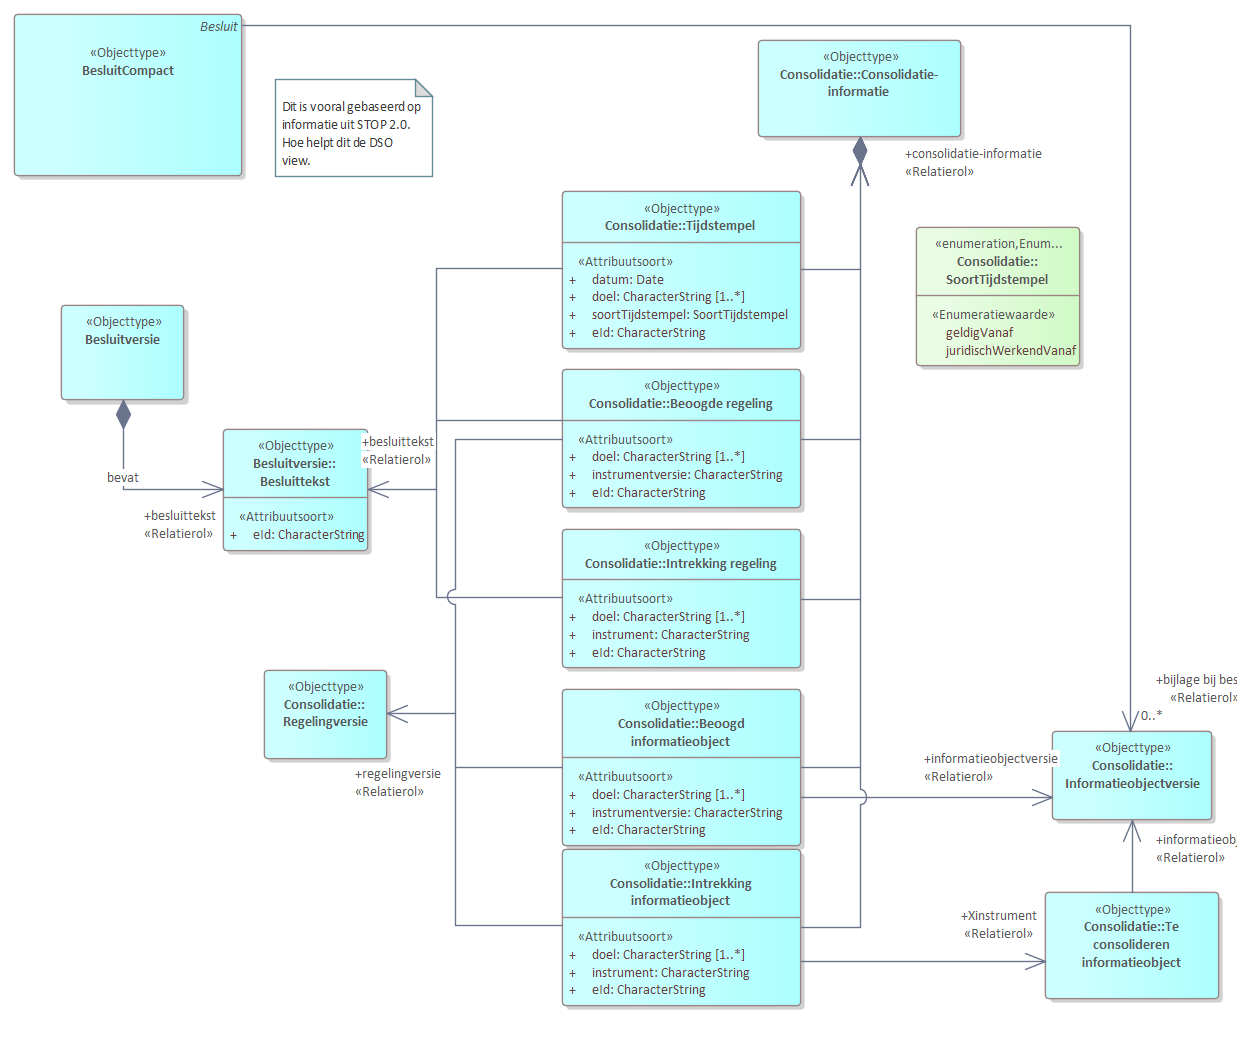 Besluit
«Objecttype»
BesluitCompact
Dit is vooral gebaseerd op
informatie uit STOP 2.0.
Hoe helpt dit de DSO
view.
«Objecttype»
Consolidatie::Consolidatie-
informatie
+consolidatie-informatie
«Relatierol»
«Objecttype»
Consolidatie::Tijdstempel
«Attribuutsoort»
+ datum: Date
+ doel: CharacterString [1..*]
+ soortTijdstempel: SoortTijdstempel
+ eId: CharacterString
«enumeration,Enum...
Consolidatie::
SoortTijdstempel
«Enumeratiewaarde»
geldigVanaf
juridischWerkendVanaf
«Objecttype»
Besluitversie
bevat
+besluittekst
«Relatierol»
«Objecttype»
Besluitversie::
Besluittekst
«Attribuutsoort»
+ eId: CharacterString
+besluittekst
«Relatierol»
«Objecttype»
Consolidatie::Beoogde regeling
«Attribuutsoort»
+ doel: CharacterString [1..*]
+ instrumentversie: CharacterString
+ eId: CharacterString
«Objecttype»
Consolidatie::Intrekking regeling
«Attribuutsoort»
+ doel: CharacterString [1..*]
+ instrument: CharacterString
+ eId: CharacterString
«Objecttype»
Consolidatie::
Regelingversie
+regelingversie
«Relatierol»
«Objecttype»
Consolidatie::Beoogd
informatieobject
«Attribuutsoort»
+ doel: CharacterString [1..*]
+ instrumentversie: CharacterString
+ eId: CharacterString
+informatieobjectversie
«Relatierol»
+bijlage bij bes
«Relatierol»
0..*
«Objecttype»
Consolidatie::
Informatieobjectversie
+informatieob
«Relatierol»
«Objecttype»
Consolidatie::Intrekking
informatieobject
«Attribuutsoort»
+ doel: CharacterString [1..*]
+ instrument: CharacterString
+ eId: CharacterString
+Xinstrument
«Relatierol»
«Objecttype»
Consolidatie::Te
consolideren
informatieobject